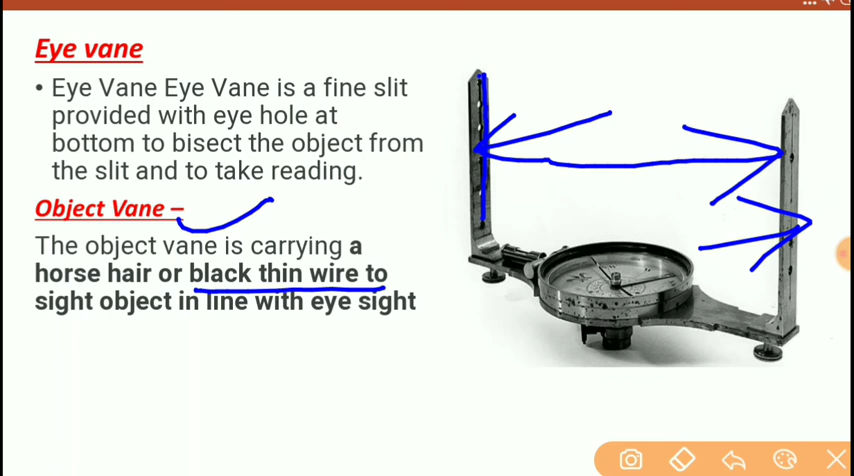 Eye vane
• Eye Vane Eye Vane is a fine slit
provided with eye hole at
bottom to bisect the object from
the slit and to take reading.
Object Vane –
The object vane is carrying a
horse hair or black thin wire to
sight object in line with eye sight